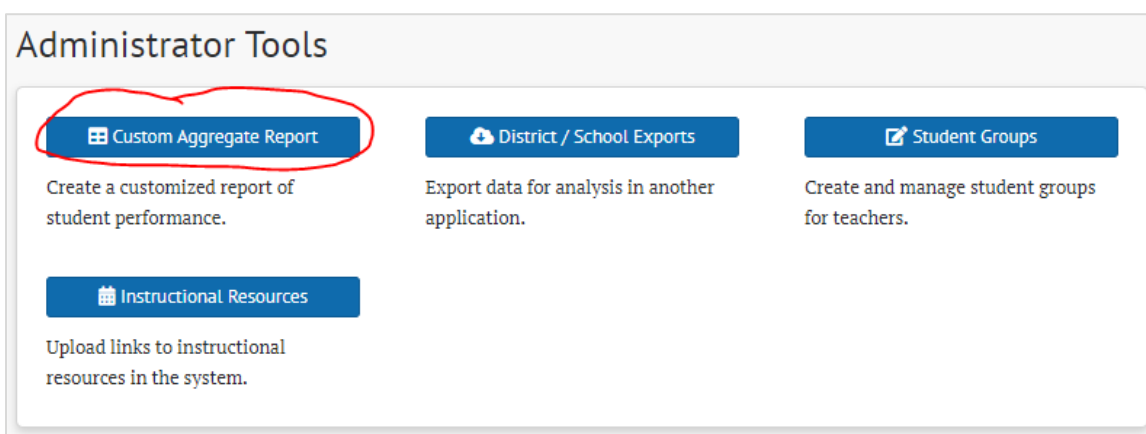 Administrator Tools
Custom Aggregate Report
District / School Exports
Student Groups
Create a customized report of
student performance.
Export data for analysis in another
application.
Create and manage student groups
for teachers.
Instructional Resources
Upload links to instructional
resources in the system.